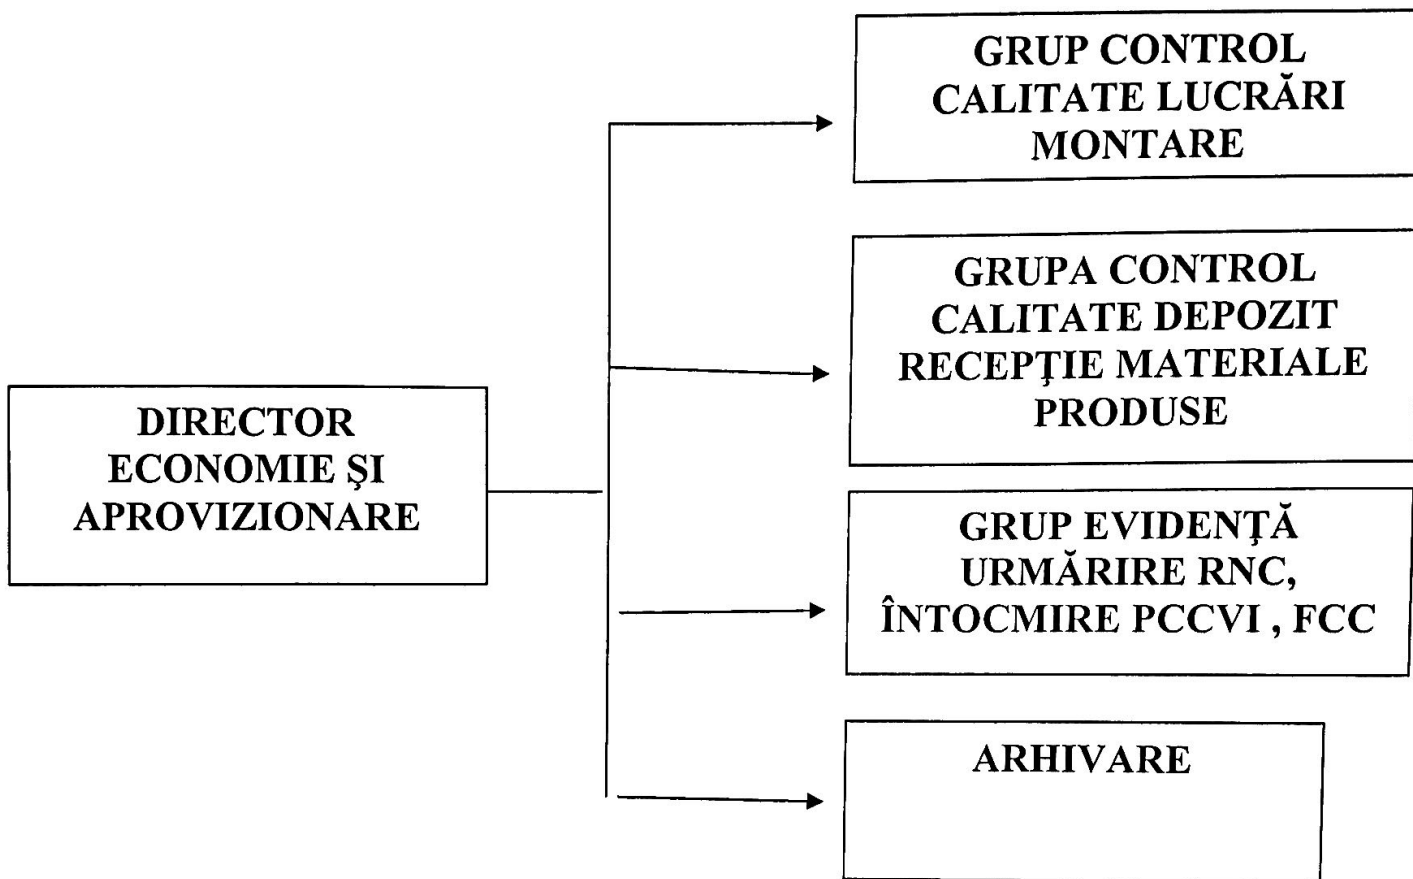 GRUP CONTROL
CALITATE LUCRĂRI
MONTARE
GRUPA CONTROL
CALITATE DEPOZIT
RECEPŢIE MATERIALE
PRODUSE
DIRECTOR
ECONOMIE ŞI
APROVIZIONARE
GRUP EVIDENŢĂ
URMĂRIRE RNC,
ÎNTOCMIRE PCCVI , FCC
ARHIVARE